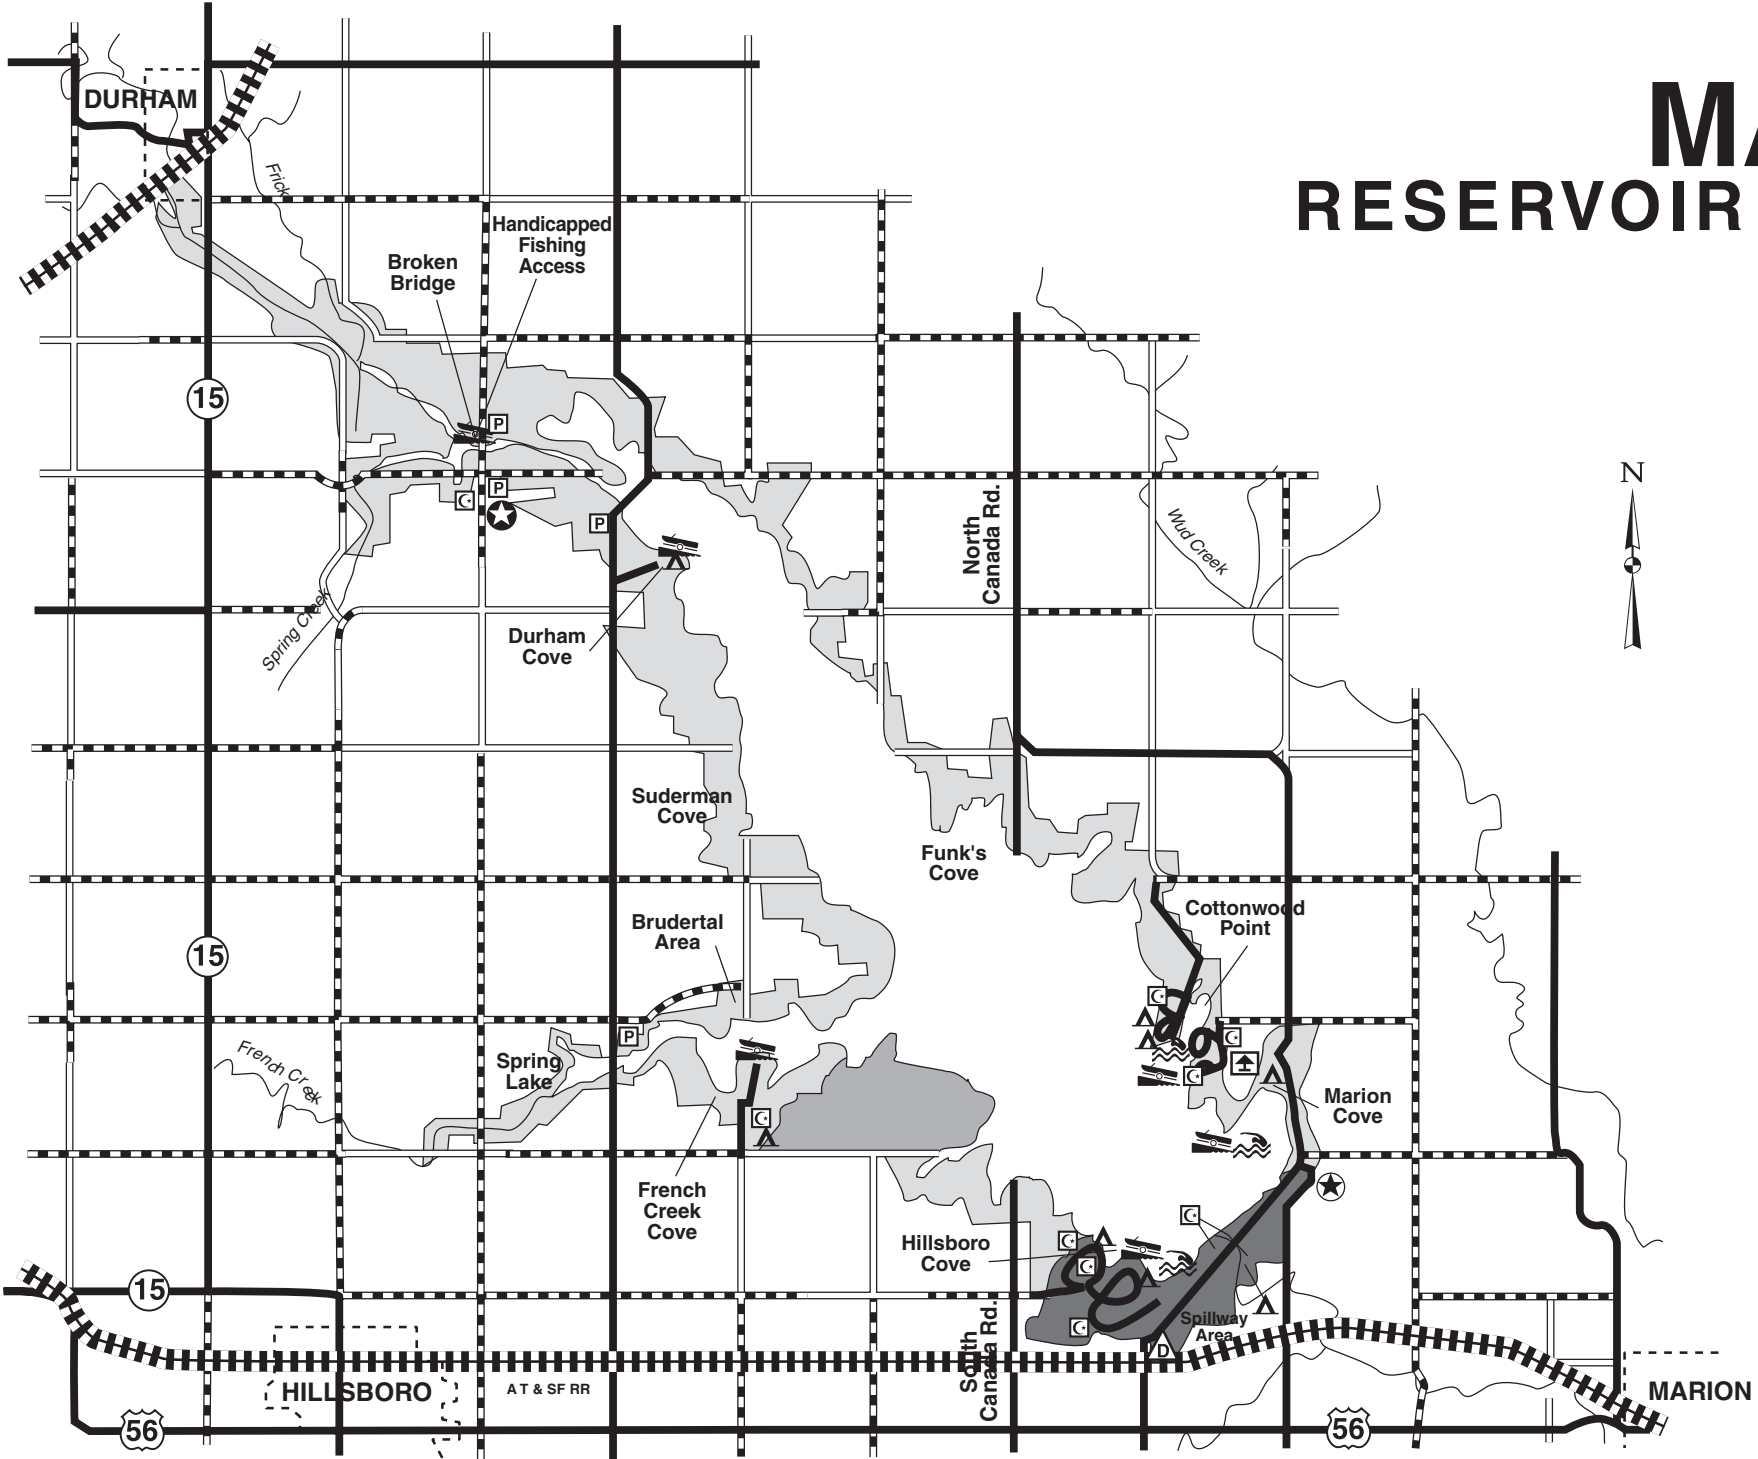 MA
RESERVOIR
DURHAM
Frick
Handicapped
Fishing
Access
Broken
Bridge
15
P
P
P
North
Canada Rd.
Wud Creek
N
Spring Creek
Durham
Cove
Suderman
Cove
Funk's
Cove
Cottonwood
Point
Brudertal
Area
15
P
Spring
Lake
French Creek
Marion
Cove
French
Creek
Cove
Hillsboro
Cove
15
South
Canada Rd.
Spillway
Area
D
HILLSBORO
A T & SF RR
MARION
56
56